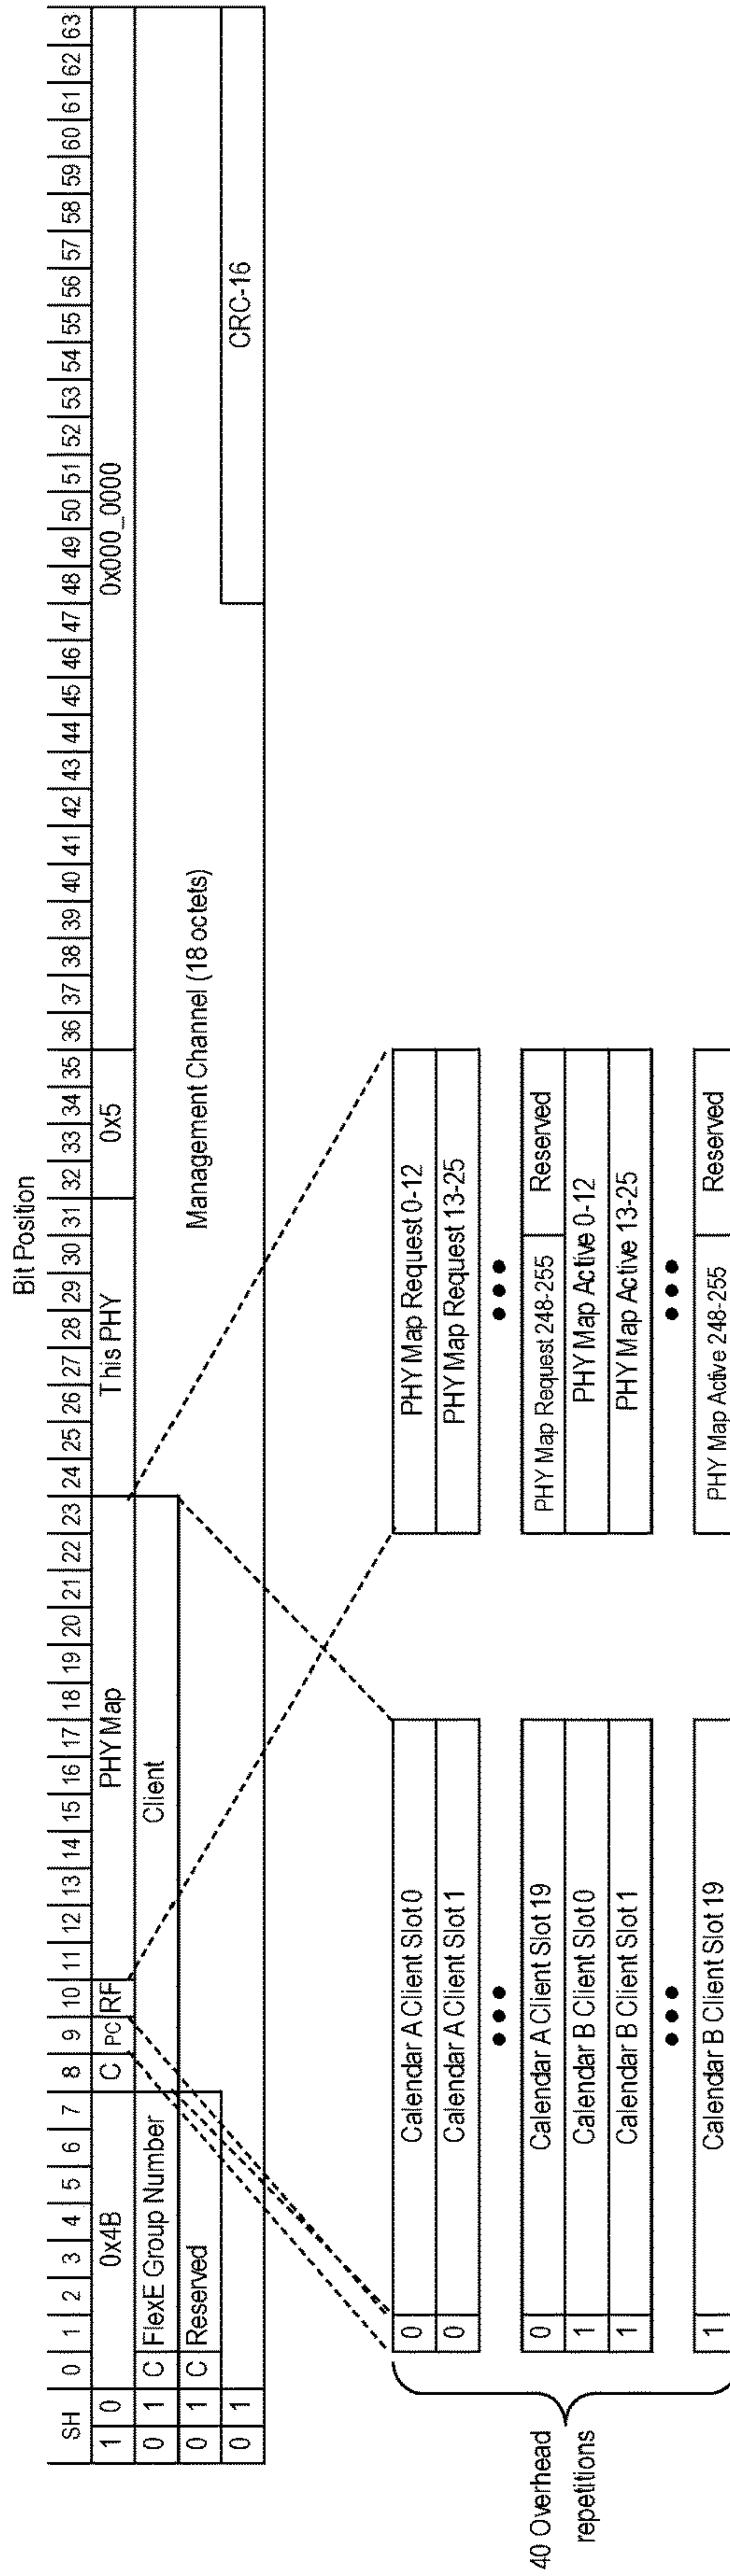 Bit Position
SH 0 1 2 3 4 5 6 7 8 9 10 11 12 13 14 15 16 17 18 19 20 21 22 23 24 25 26 27 28 29 30 31 32 33 34 35 36 37 38 39 40 41 42 43 44 45 46 47 48 49 50 51 52 53 54 55 56 57 58 59 60 61 62 63
1 0 0x4B C PC RF PHY Map This PHY 0x5 0x000_0000
0 1 C FlexE Group Number Client
0 1 C Reserved Management Channel (18 octets)
0 1 CRC-16
40 Overhead
repetitions
0 Calendar A Client Slot 0
0 Calendar A Client Slot 1
•••
0 Calendar A Client Slot 19
1 Calendar B Client Slot 0
1 Calendar B Client Slot 1
•••
1 Calendar B Client Slot 19
PHY Map Request 0-12
PHY Map Request 13-25
•••
PHY Map Request 248-255 Reserved
PHY Map Active 0-12
PHY Map Active 13-25
•••
PHY Map Active 248-255 Reserved